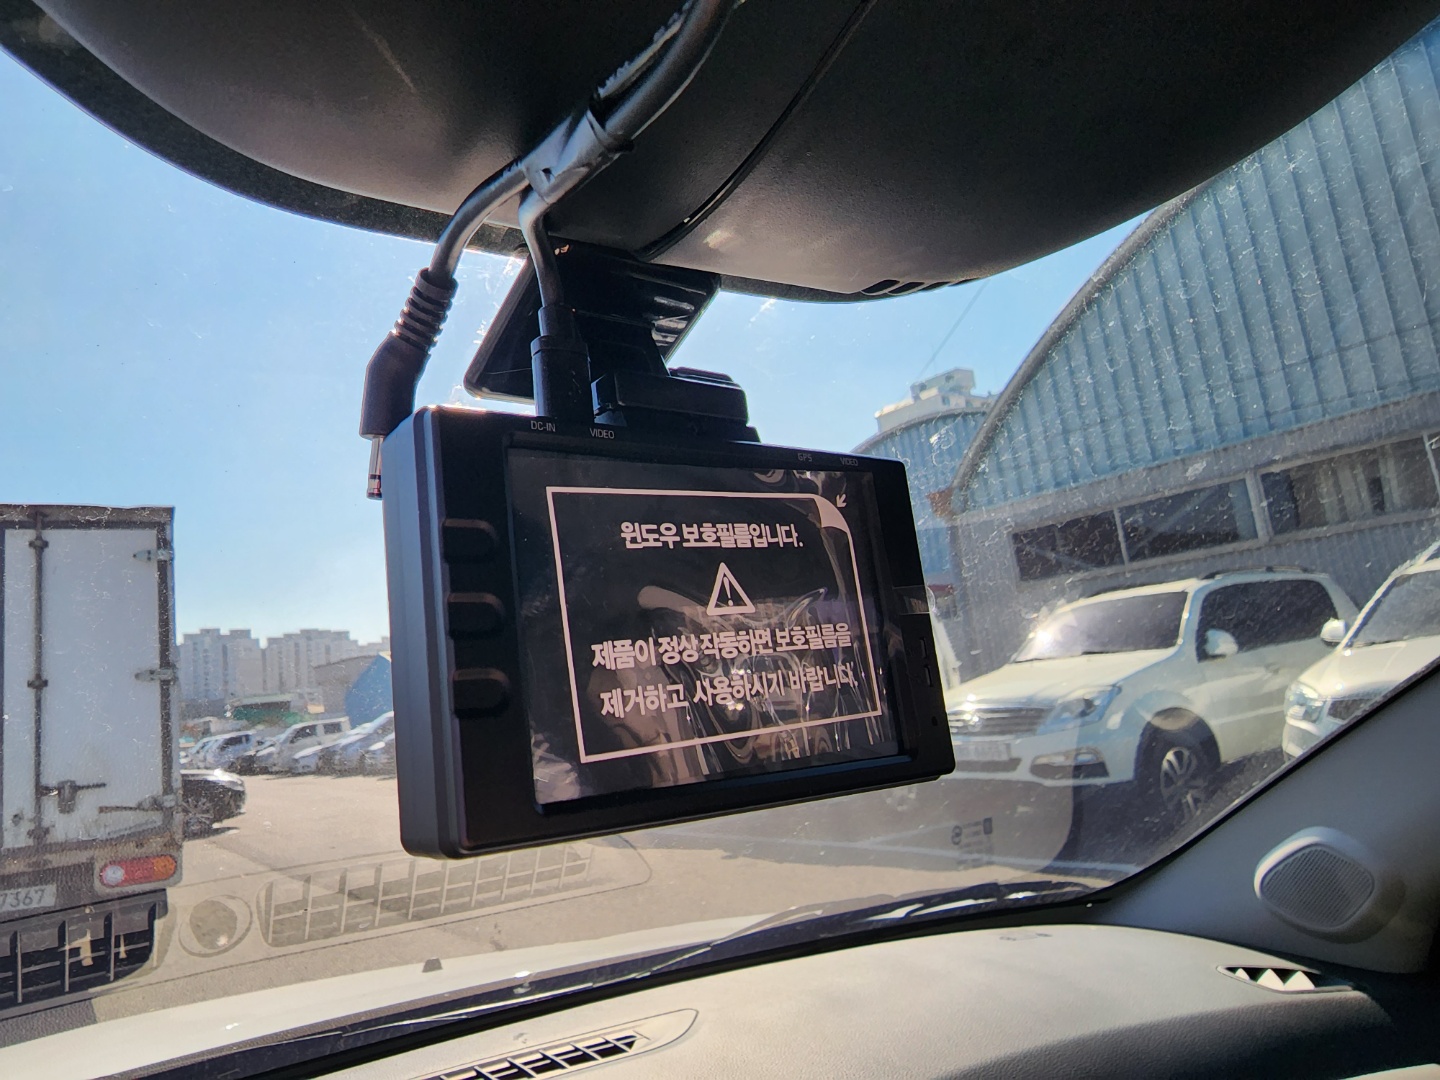 DC-IN VIDEO GPS VIDEO
윈도우 보호필름입니다.
제품이 정상작동하면 보호필름을
제거하고 사용하시기 바랍니다.
7367